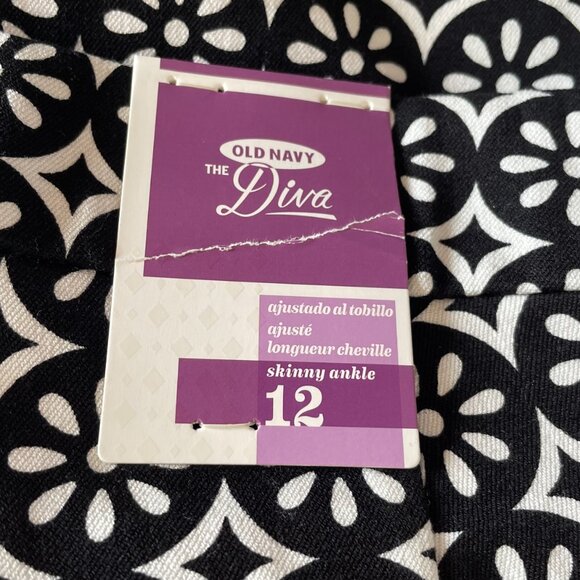 OLD NAVY
THE Diva
ajustado al tobillo
ajusté
longueur cheville
skinny ankle
12